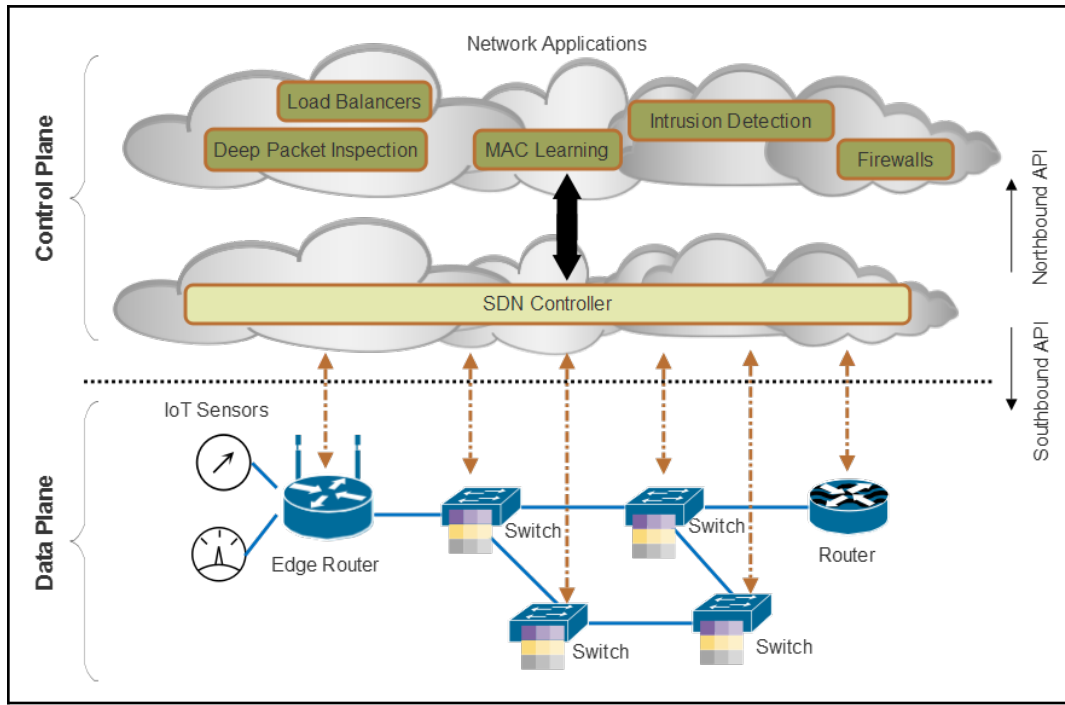 Network Applications
Load Balancers
Deep Packet Inspection
MAC Learning
Intrusion Detection
Firewalls
Control Plane
Northbound API
SDN Controller
Southbound API
IoT Sensors
Data Plane
Edge Router
Switch
Switch
Router
Switch
Switch